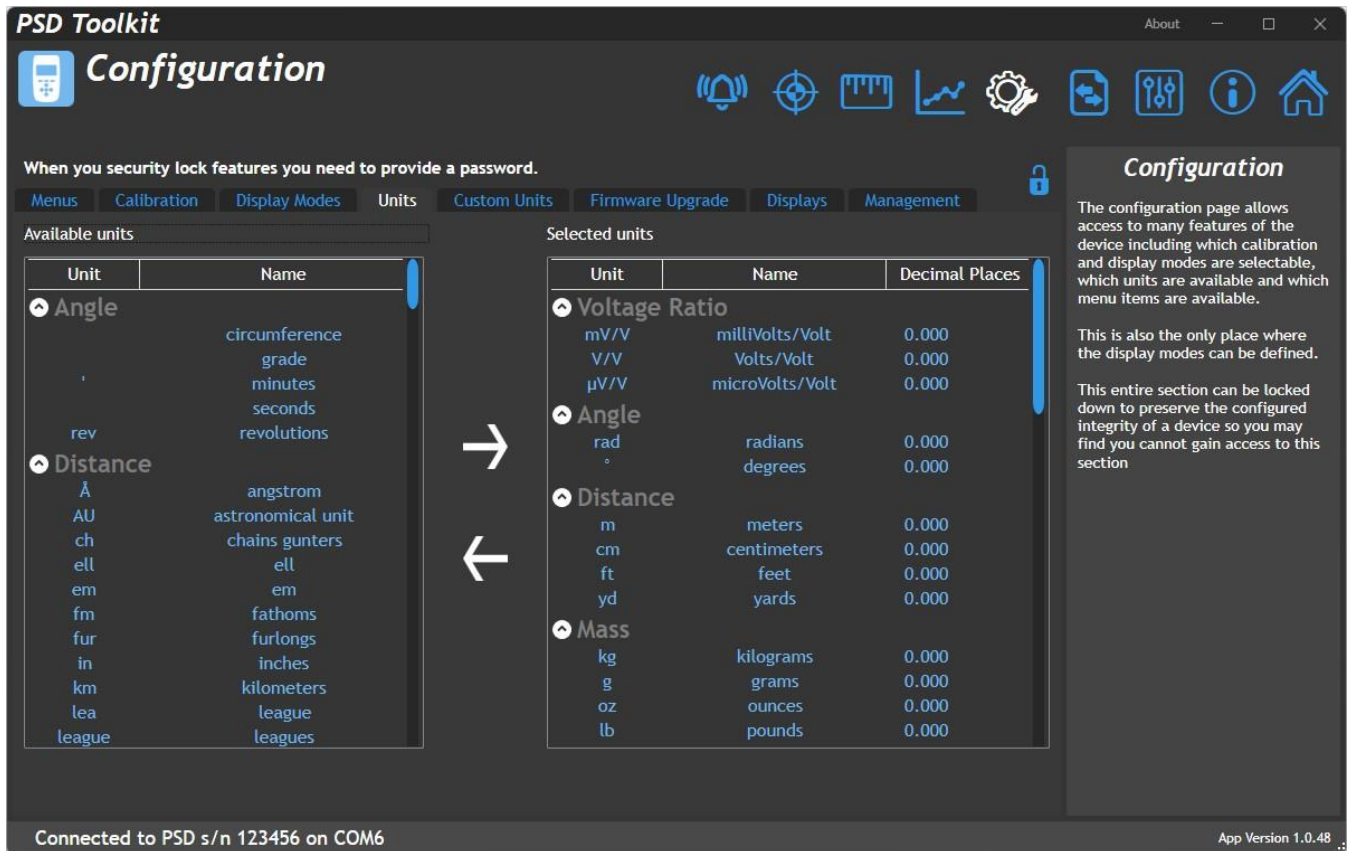 PSD Toolkit
About
Configuration
When you security lock features you need to provide a password.
Menus Calibration Display Modes Units Custom Units Firmware Upgrade Displays Management
Available units
Unit Name
Angle
circumference
grade
' minutes
seconds
rev revolutions
Distance
Å angstrom
AU astronomical unit
ch chains gunters
ell ell
em em
fm fathoms
fur furlongs
in inches
km kilometers
lea league
league leagues
Selected units
Unit Name Decimal Places
Voltage Ratio
mV/V milliVolts/Volt 0.000
V/V Volts/Volt 0.000
µV/V microVolts/Volt 0.000
Angle
rad radians 0.000
° degrees 0.000
Distance
m meters 0.000
cm centimeters 0.000
ft feet 0.000
yd yards 0.000
Mass
kg kilograms 0.000
g grams 0.000
oz ounces 0.000
lb pounds 0.000
Configuration
The configuration page allows
access to many features of the
device including which calibration
and display modes are selectable,
which units are available and which
menu items are available.
This is also the only place where
the display modes can be defined.
This entire section can be locked
down to preserve the configured
integrity of a device so you may
find you cannot gain access to this
section
Connected to PSD s/n 123456 on COM6
App Version 1.0.48